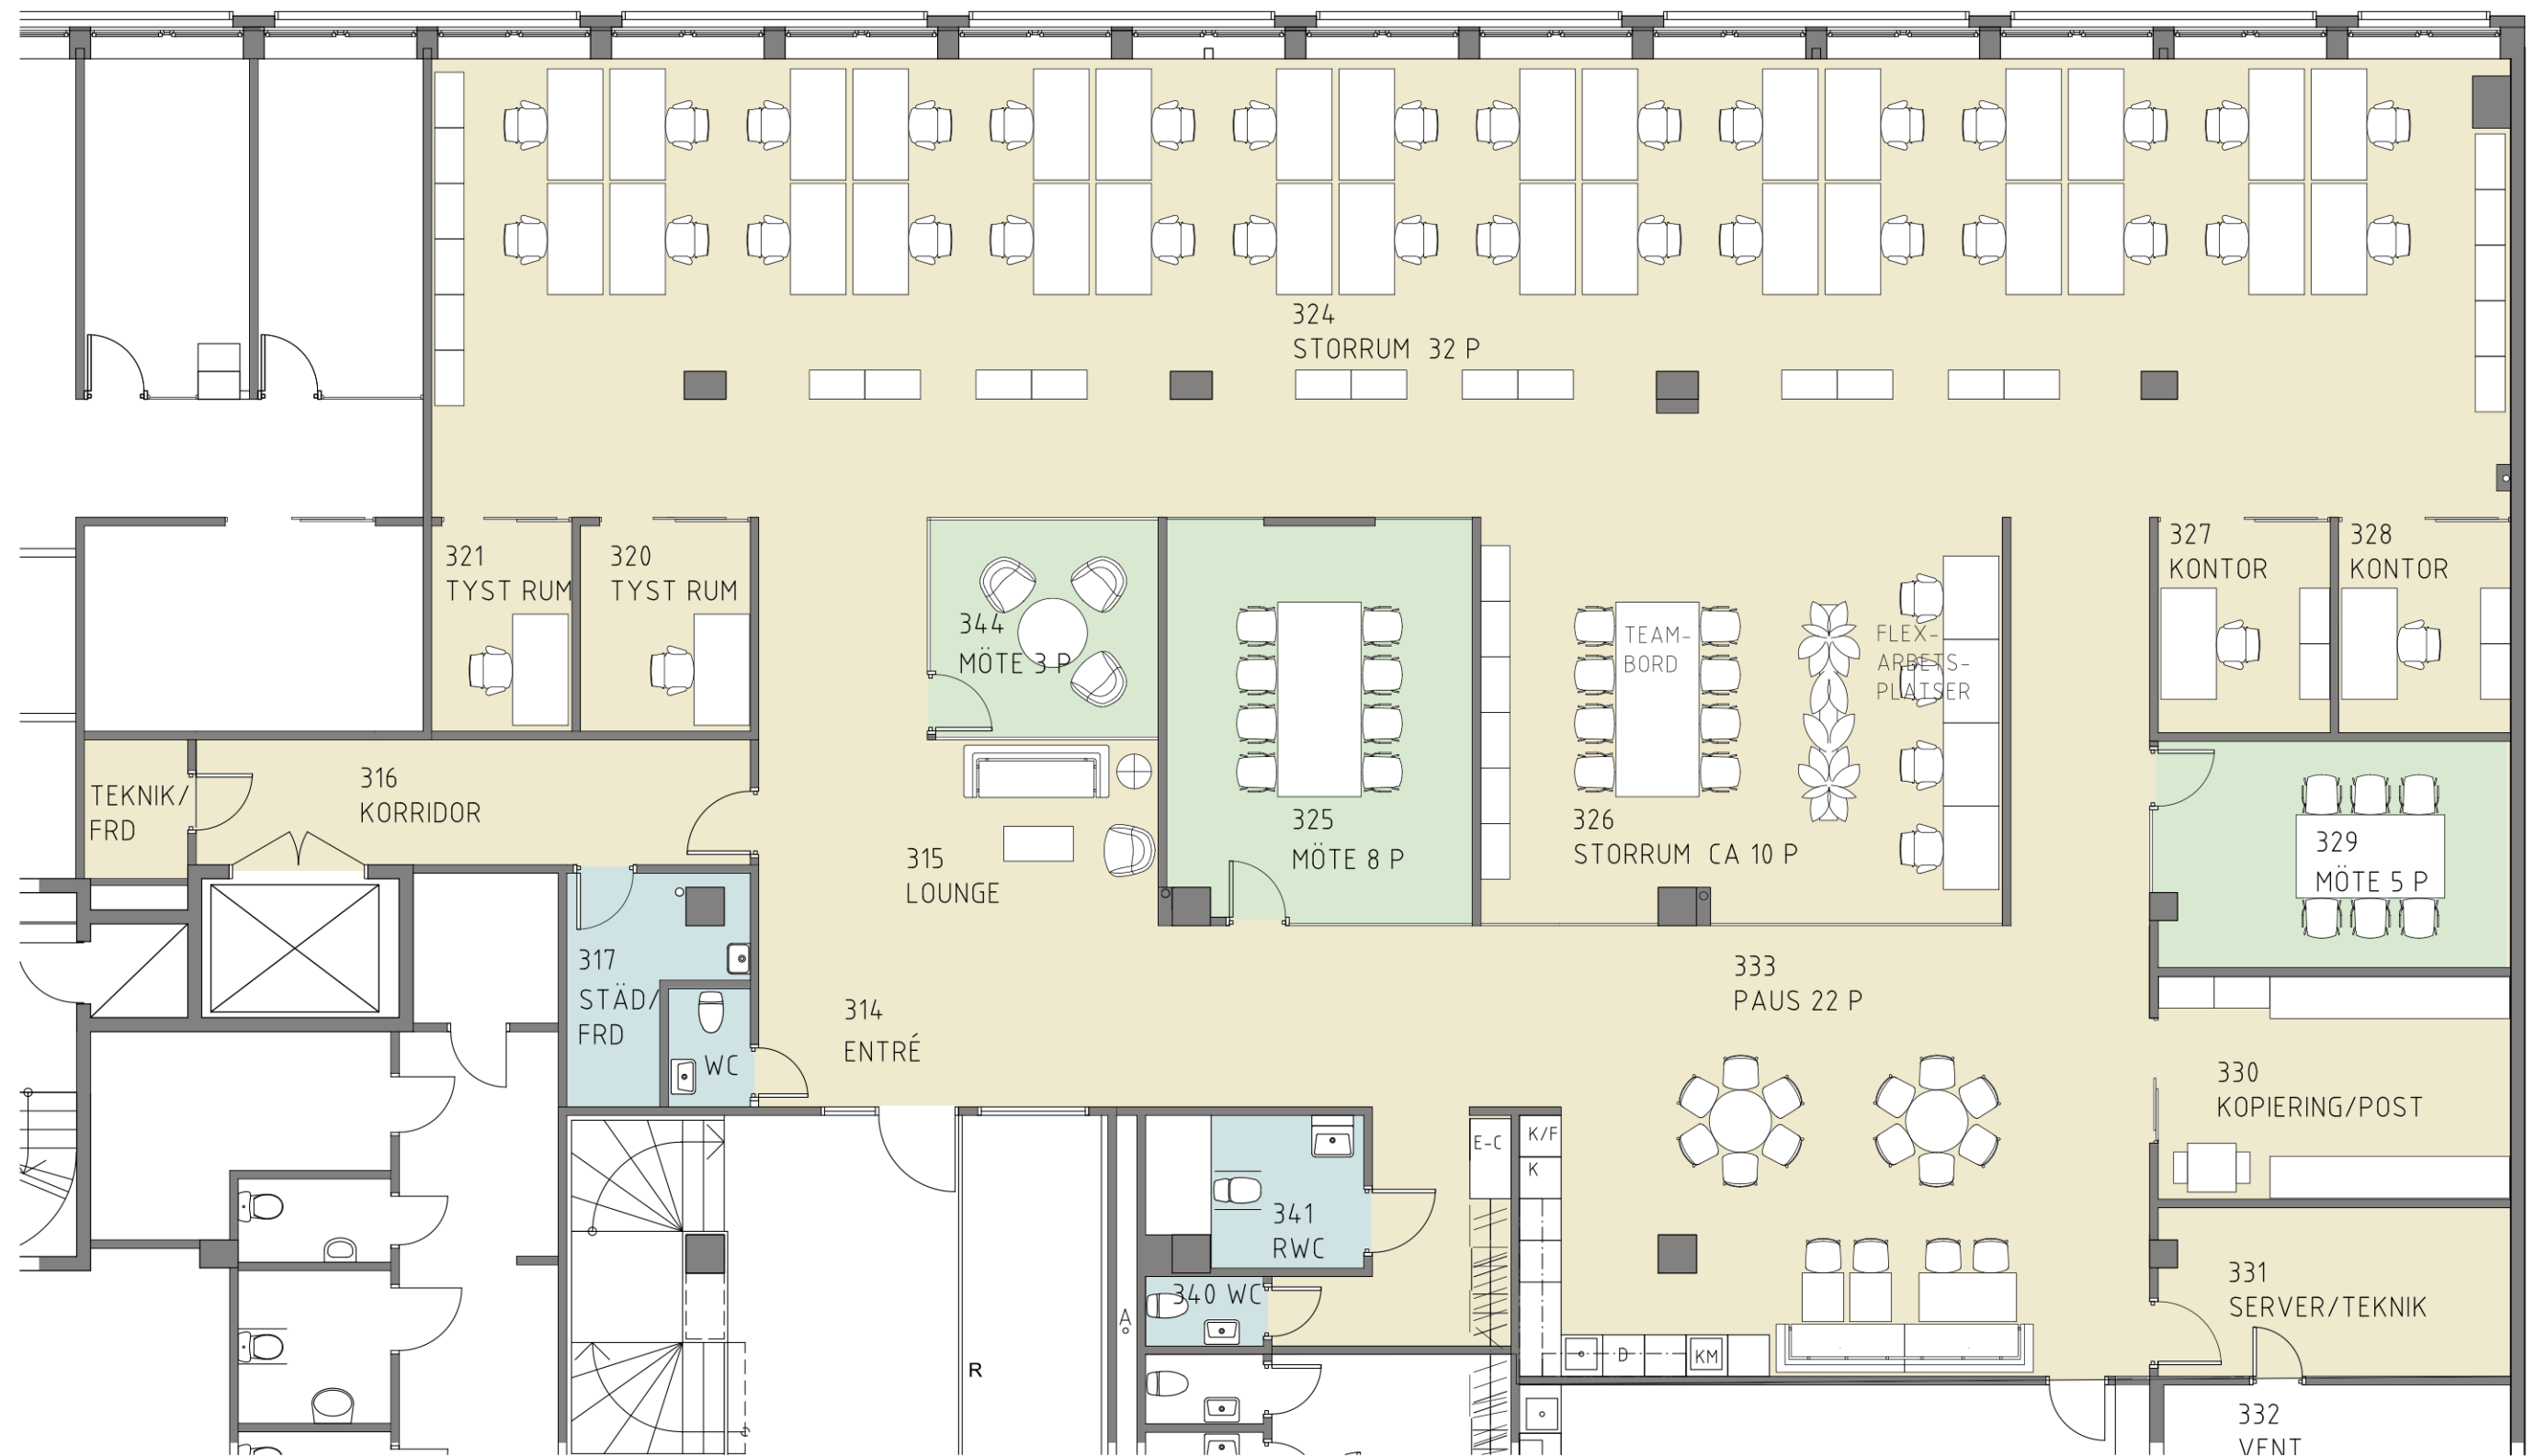 324
STORRUM 32 P
321
TYST RUM
320
TYST RUM
344
MÖTE 3 P
TEAM-
BORD
FLEX-
ARBETS-
PLATSER
327
KONTOR
328
KONTOR
TEKNIK/
FRD
316
KORRIDOR
315
LOUNGE
325
MÖTE 8 P
326
STORRUM CA 10 P
329
MÖTE 5 P
317
STÄD/
FRD
WC
314
ENTRÉ
333
PAUS 22 P
330
KOPIERING/POST
E-C
K/F
K
341
RWC
340 WC
A
R
D
KM
331
SERVER/TEKNIK
332
VENT